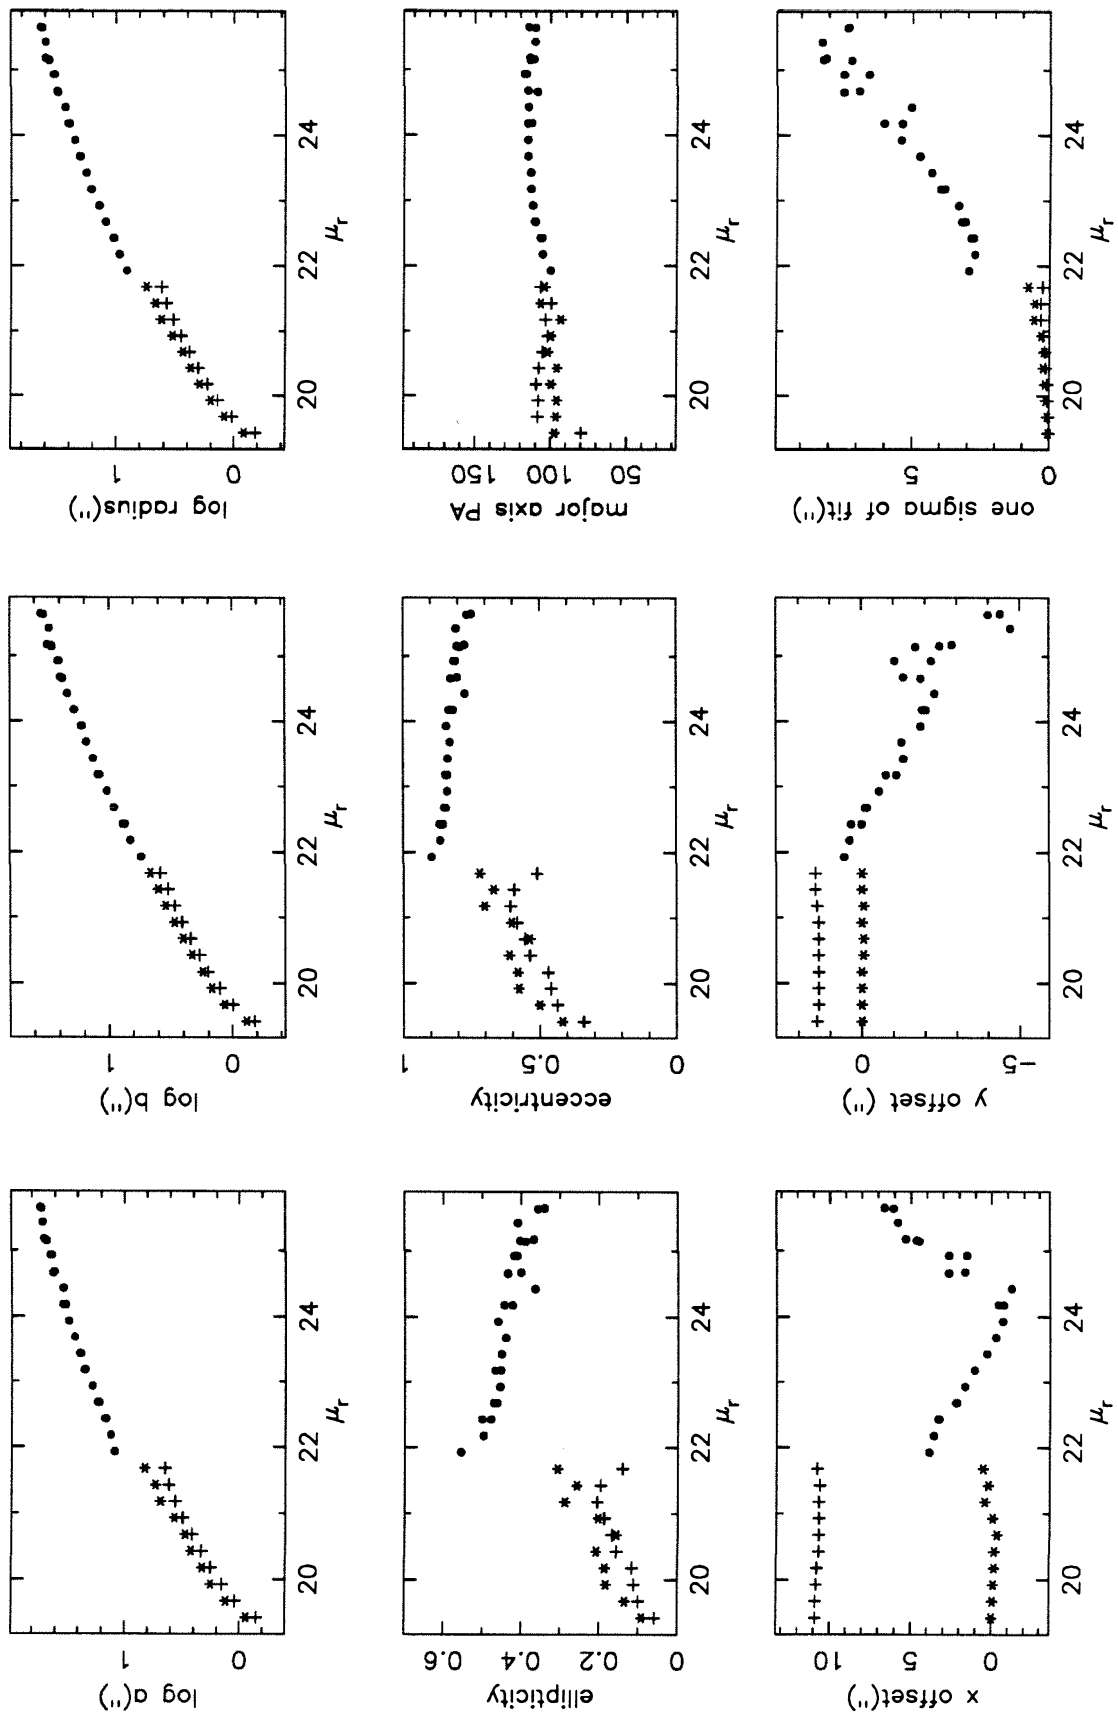 log a(")
1
0
20 22 24
μr
log b(")
1
0
20 22 24
μr
log radius(")
1
0
20 22 24
μr
ellipticity
0.6
0.4
0.2
0
20 22 24
μr
eccentricity
1
0.5
0
20 22 24
μr
major axis PA
150
100
50
20 22 24
μr
x offset(")
10
5
0
20 22 24
μr
y offset (")
0
-5
20 22 24
μr
one sigma of fit(")
5
0
20 22 24
μr